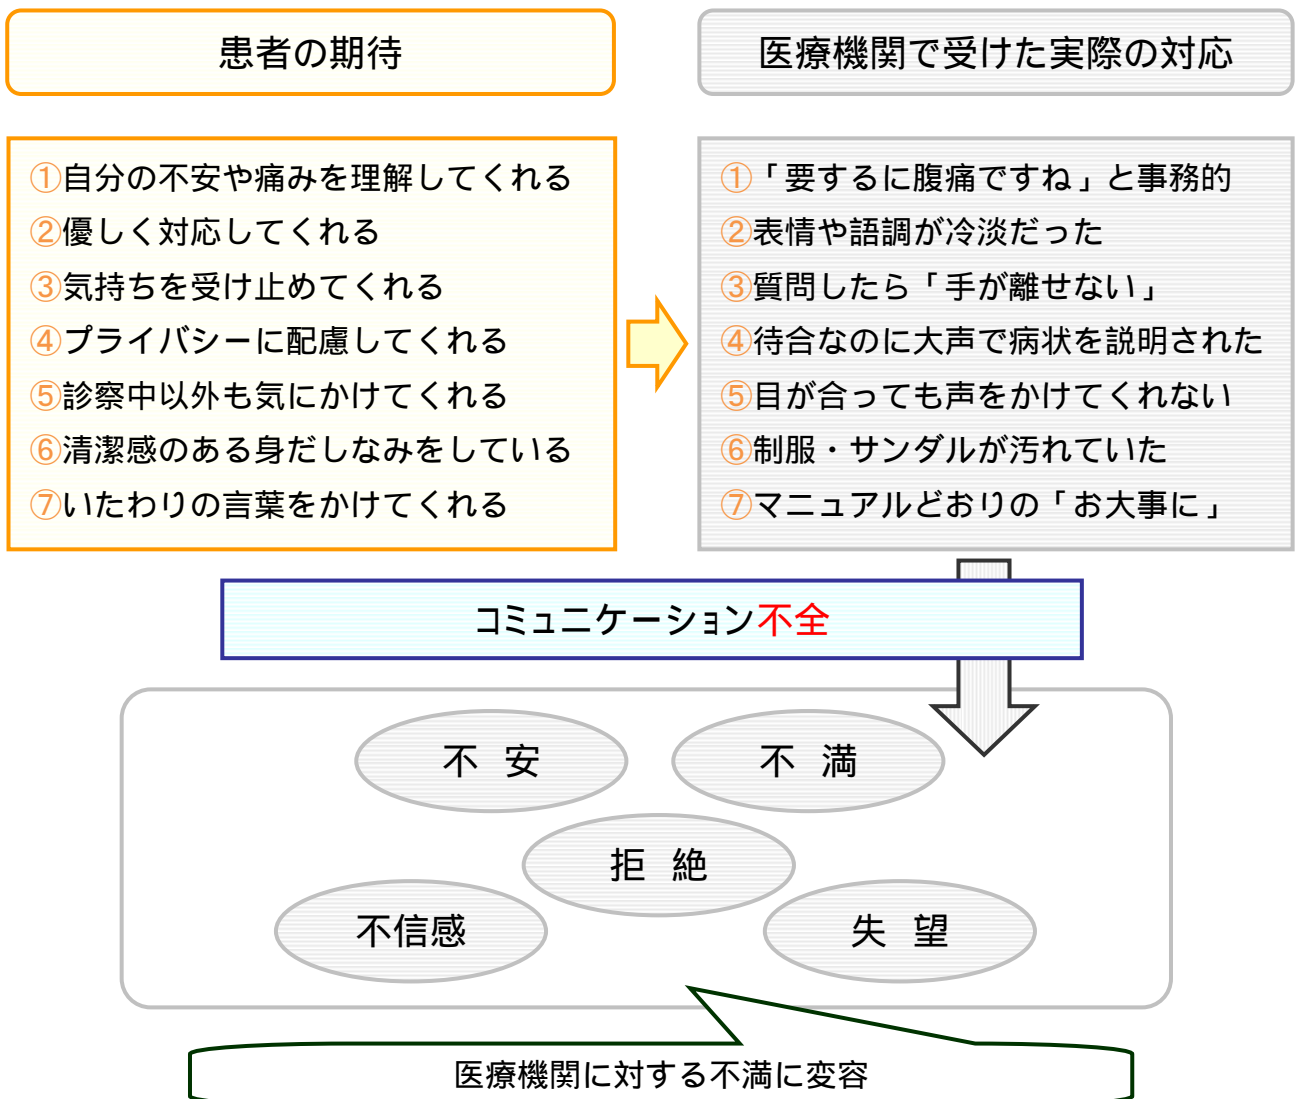 患者の期待
医療機関で受けた実際の対応
①自分の不安や痛みを理解してくれる
②優しく対応してくれる
③気持ちを受け止めてくれる
④プライバシーに配慮してくれる
⑤診察中以外も気にかけてくれる
⑥清潔感のある身だしなみをしている
⑦いたわりの言葉をかけてくれる
①「要するに腹痛ですね」と事務的
②表情や語調が冷淡だった
③質問したら「手が離せない」
④待合なのに大声で病状を説明された
⑤目が合っても声をかけてくれない
⑥制服・サンダルが汚れていた
⑦マニュアルどおりの「お大事に」
コミュニケーション不全
不 安
不 満
拒 絶
不信感
失 望
医療機関に対する不満に変容